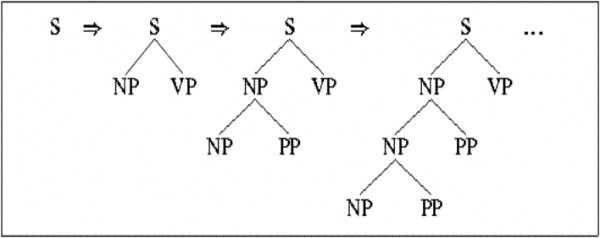 S ⇒ S ⇒ S ⇒ S ...
NP VP NP VP NP VP
NP PP NP PP
NP PP